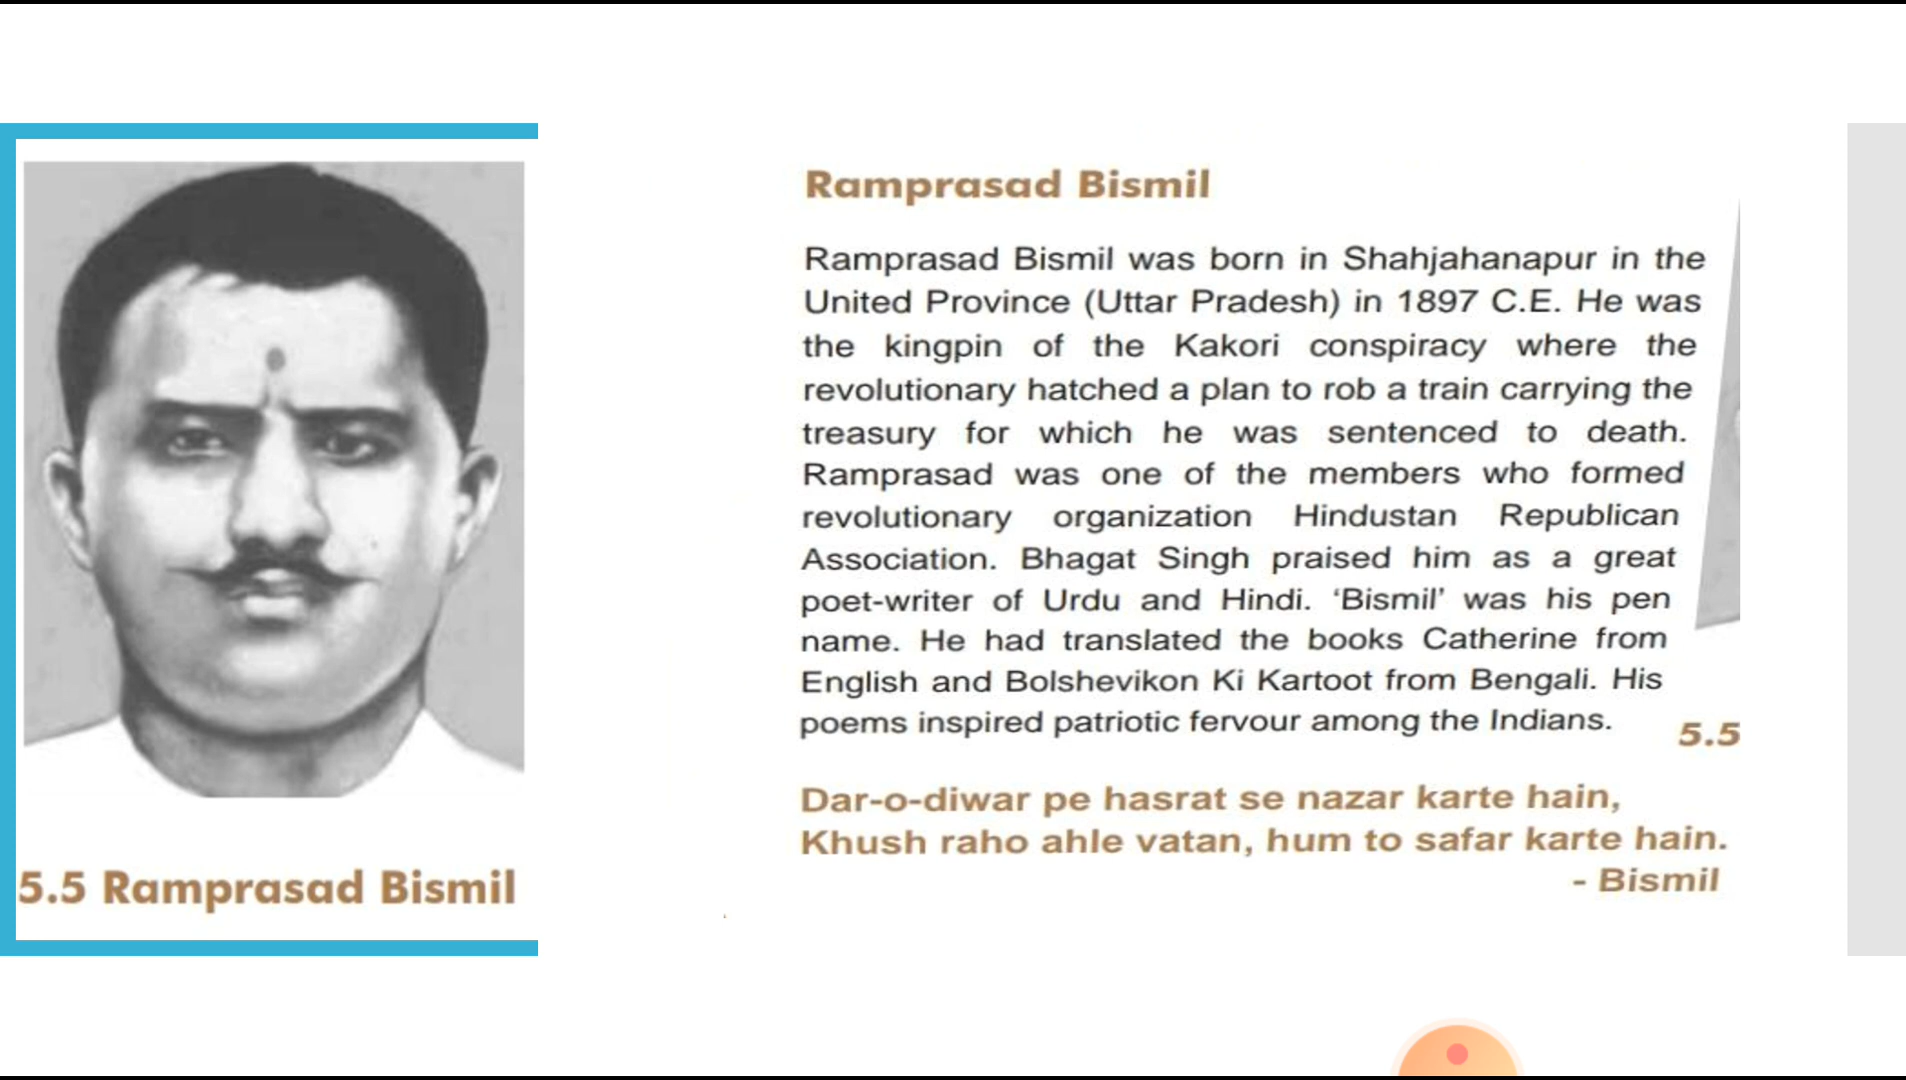 Ramprasad Bismil
Ramprasad Bismil was born in Shahjahanapur in the
United Province (Uttar Pradesh) in 1897 C.E. He was
the kingpin of the Kakori conspiracy where the
revolutionary hatched a plan to rob a train carrying the
treasury for which he was sentenced to death.
Ramprasad was one of the members who formed
revolutionary organization Hindustan Republican
Association. Bhagat Singh praised him as a great
poet-writer of Urdu and Hindi. ‘Bismil’ was his pen
name. He had translated the books Catherine from
English and Bolshevikon Ki Kartoot from Bengali. His
poems inspired patriotic fervour among the Indians.
5.5
Dar-o-diwar pe hasrat se nazar karte hain,
Khush raho ahle vatan, hum to safar karte hain.
- Bismil
5.5 Ramprasad Bismil